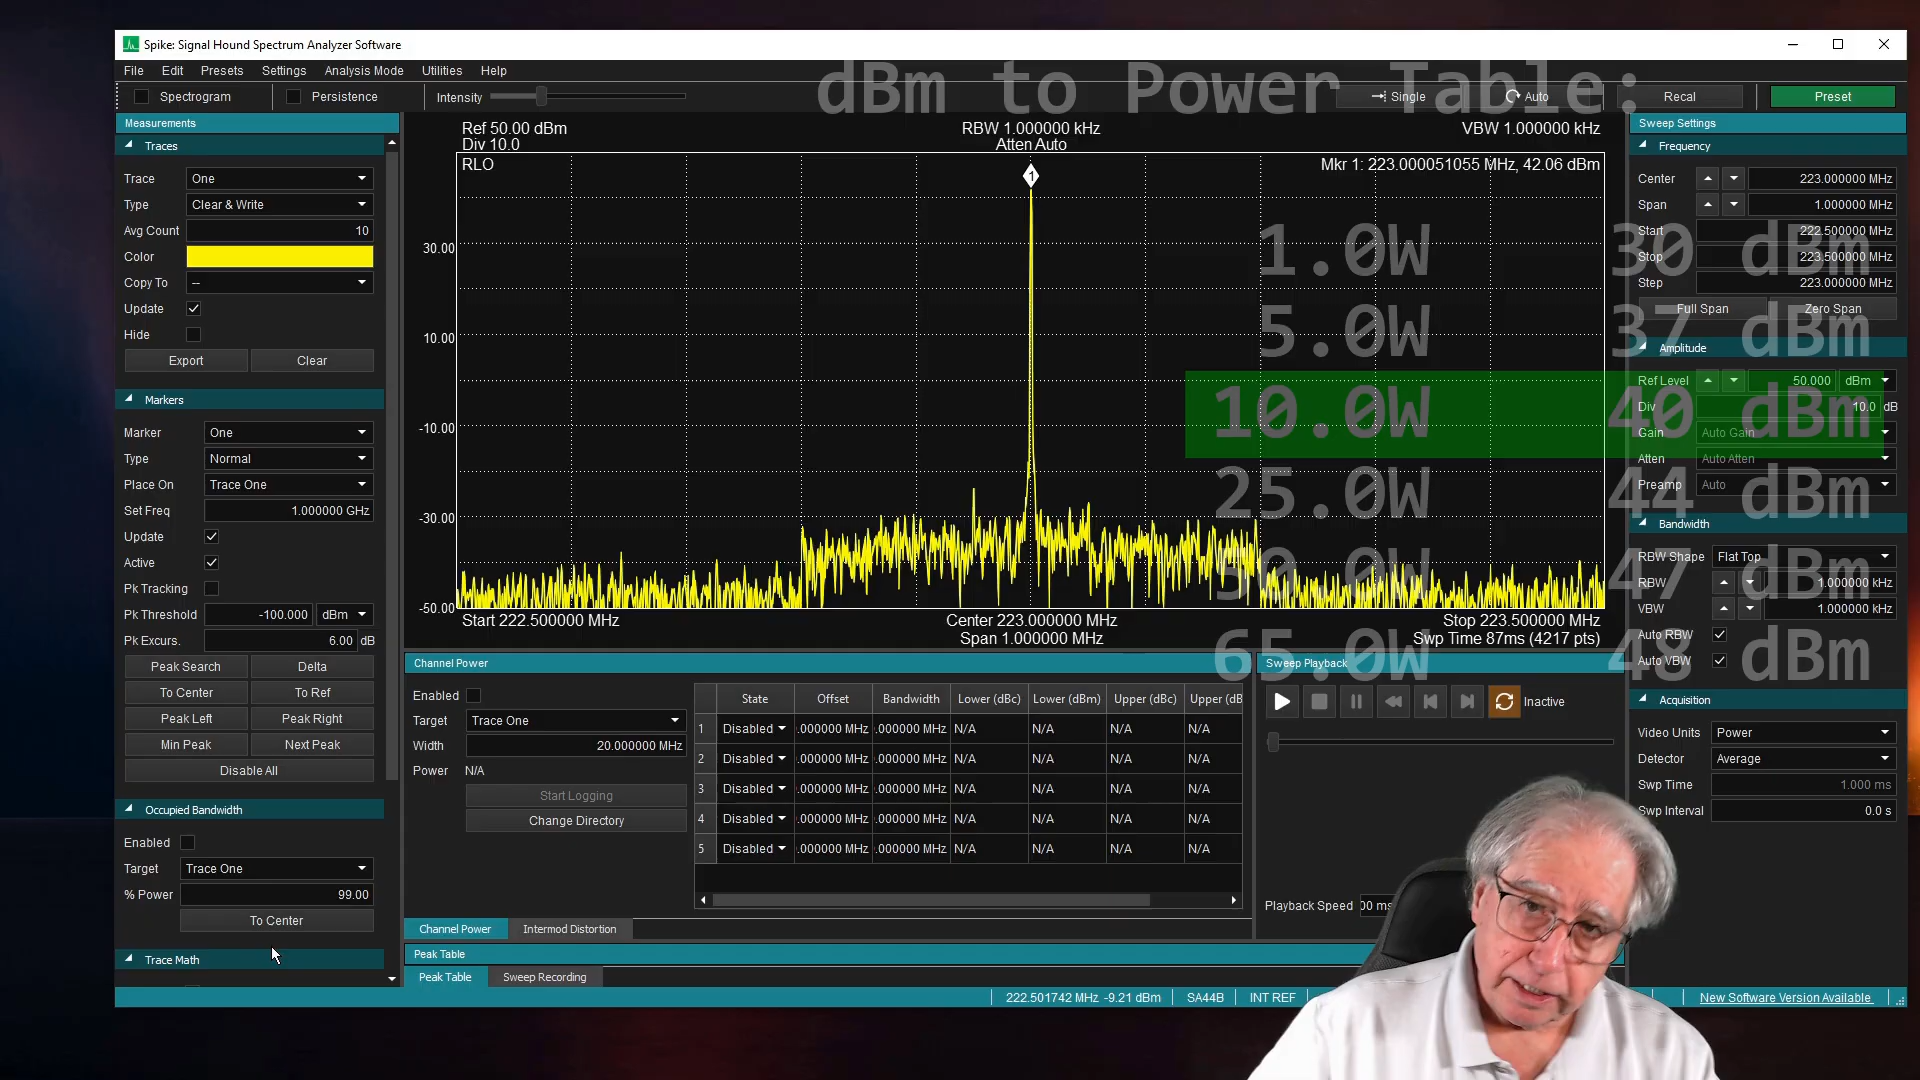 Spike: Signal Hound Spectrum Analyzer Software
File Edit Presets Settings Analysis Mode Utilities Help
dBm to Power Table:
Spectrogram Persistence Intensity Single Auto Recal Preset
Measurements
Traces
Trace One
Type Clear & Write
Avg Count 10
Color
Copy To --
Update
Hide
Export Clear
Markers
Marker One
Type Normal
Place On Trace One
Set Freq 1.000000 GHz
Update
Active
Pk Tracking
Pk Threshold -100.000 dBm
Pk Excurs. 6.00 dB
Peak Search Delta
To Center To Ref
Peak Left Peak Right
Min Peak Next Peak
Disable All
Occupied Bandwidth
Enabled
Target Trace One
% Power 99.00
To Center
Trace Math
Ref 50.00 dBm RBW 1.000000 kHz VBW 1.000000 kHz
Div 10.0 Atten Auto
RLO Mkr 1: 223.000051055 MHz, 42.06 dBm
1
30.00
10.00
-10.00
-30.00
-50.00
Start 222.500000 MHz Center 223.000000 MHz Stop 223.500000 MHz
Span 1.000000 MHz Swp Time 87ms (4217 pts)
1.0W 30 dBm
5.0W 37 dBm
10.0W 40 dBm
25.0W 44 dBm
50.0W 47 dBm
65.0W 48 dBm
Channel Power
Enabled
Target Trace One
Width 20.000000 MHz
Power N/A
Start Logging
Change Directory
State Offset Bandwidth Lower (dBc) Lower (dBm) Upper (dBc) Upper (dB
1 Disabled .000000 MHz .000000 MHz N/A N/A N/A N/A
2 Disabled .000000 MHz .000000 MHz N/A N/A N/A N/A
3 Disabled .000000 MHz .000000 MHz N/A N/A N/A N/A
4 Disabled .000000 MHz .000000 MHz N/A N/A N/A N/A
5 Disabled .000000 MHz .000000 MHz N/A N/A N/A N/A
Channel Power Intermod Distortion
Sweep Playback
Inactive
Playback Speed 00 ms
Peak Table
Peak Table Sweep Recording
222.501742 MHz -9.21 dBm SA44B INT REF New Software Version Available
Sweep Settings
Frequency
Center 223.000000 MHz
Span 1.000000 MHz
Start 222.500000 MHz
Stop 223.500000 MHz
Step 223.000000 MHz
Full Span Zero Span
Amplitude
Ref Level 50.000 dBm
Div 10.0 dB
Gain Auto Gain
Atten Auto Atten
Preamp Auto
Bandwidth
RBW Shape Flat Top
RBW 1.000000 kHz
VBW 1.000000 kHz
Auto RBW
Auto VBW
Acquisition
Video Units Power
Detector Average
Swp Time 1.000 ms
Swp Interval 0.0 s